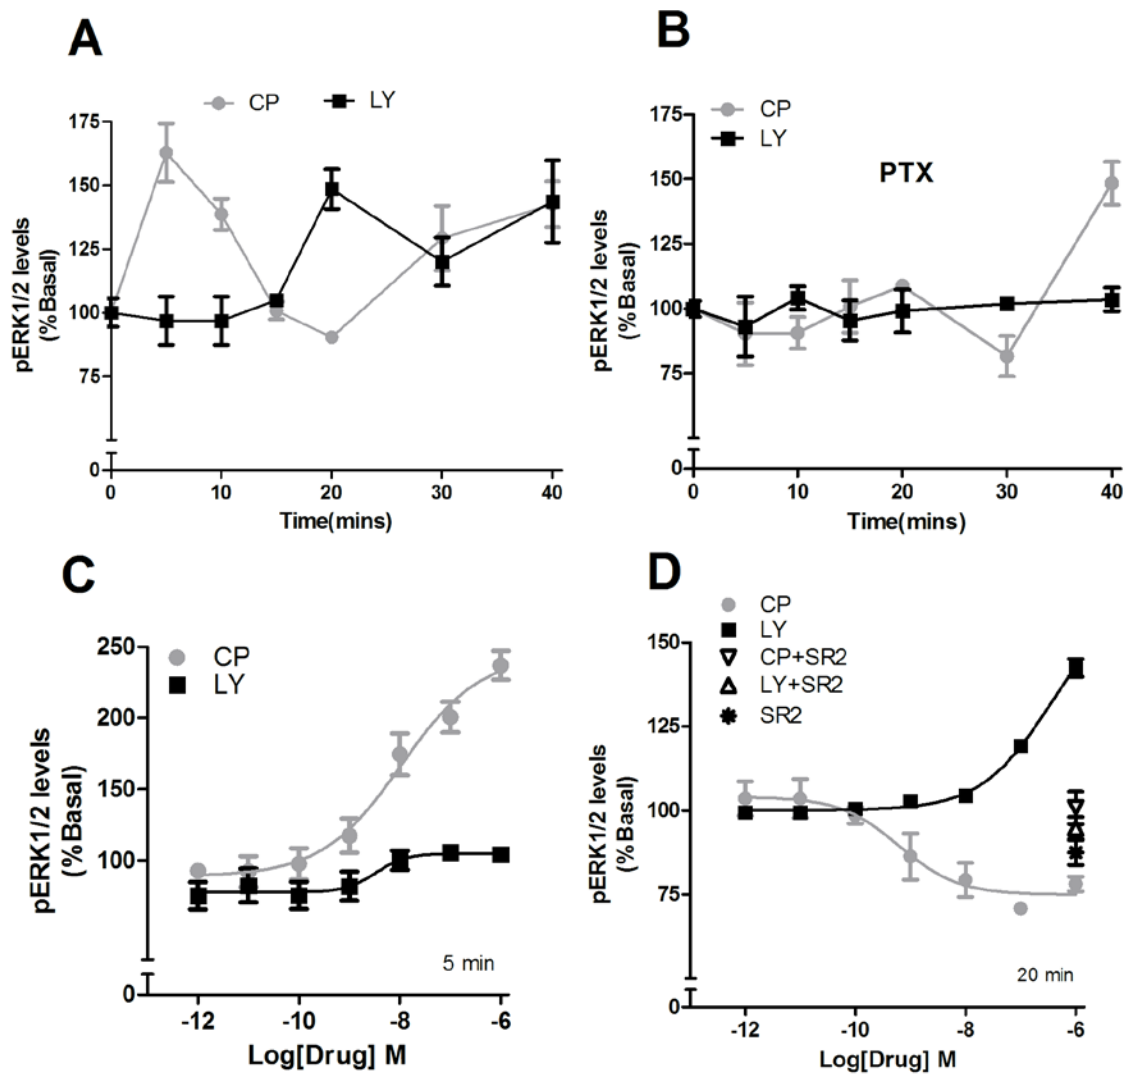 A
CP LY
175
150
125
100
75
0
pERK1/2 levels
(%Basal)
0 10 20 30 40
Time(mins)
B
CP
LY
PTX
175
150
125
100
75
0
pERK1/2 levels
(%Basal)
0 10 20 30 40
Time(mins)
C
CP
LY
250
200
150
100
0
pERK1/2 levels
(%Basal)
5 min
-12 -10 -8 -6
Log[Drug] M
D
CP
LY
CP+SR2
LY+SR2
SR2
150
125
100
75
0
pERK1/2 levels
(%Basal)
20 min
-12 -10 -8 -6
Log[Drug] M